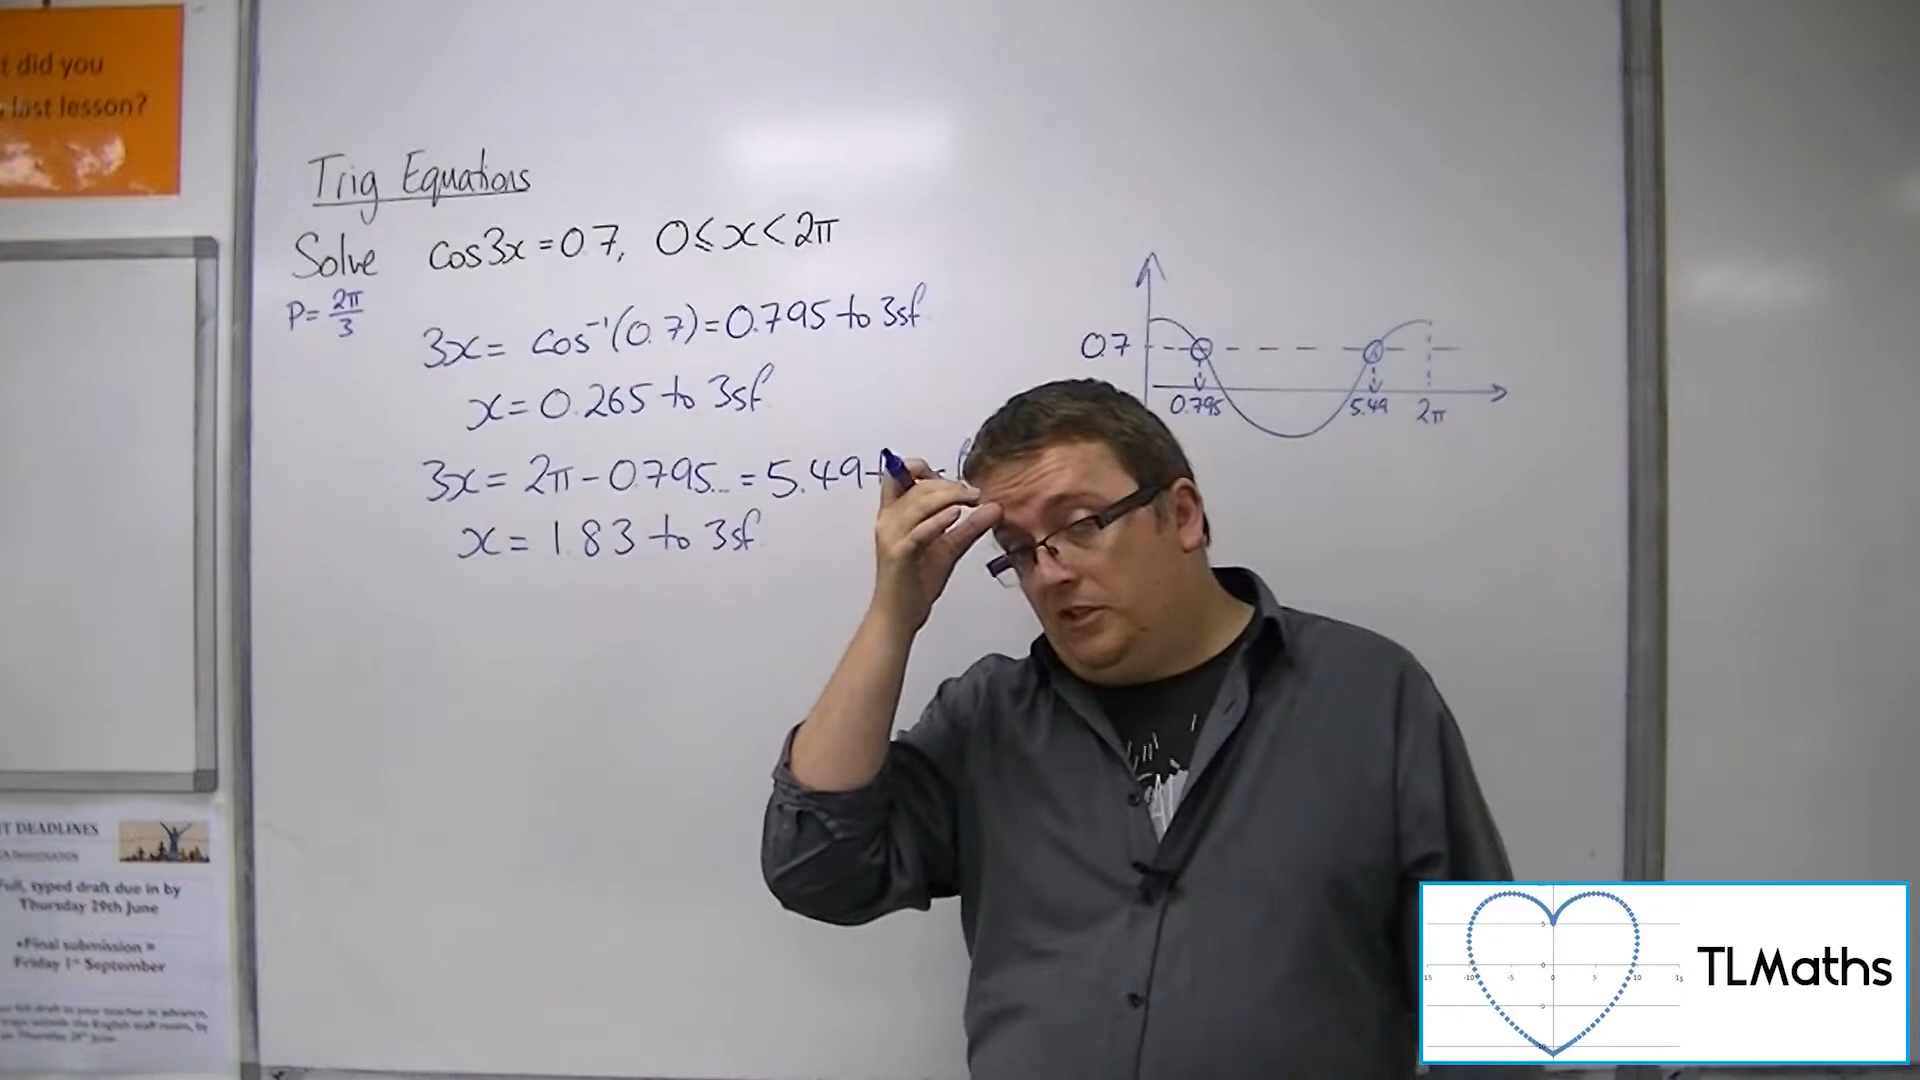 t did you
last lesson?
Trig Equations
Solve cos3x = 0.7, 0 ≤ x < 2π
P = 2π/3
3x = cos⁻¹(0.7) = 0.795 to 3sf
x = 0.265 to 3sf
3x = 2π - 0.795... = 5.49
x = 1.83 to 3sf
0.7
0.795 5.49 2π
T DEADLINES
Full, typed draft due in by
Thursday 29th June
•Final submission =
Friday 1st September
TLMaths